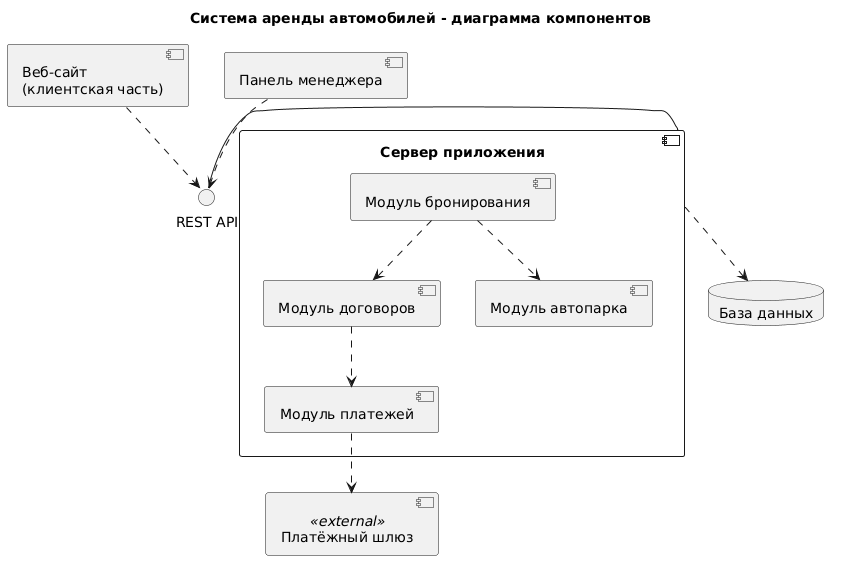 Система аренды автомобилей - диаграмма компонентов
Веб-сайт
(клиентская часть)
Панель менеджера
Сервер приложения
Модуль бронирования
REST API
Модуль договоров
Модуль автопарка
База данных
Модуль платежей
«external»
Платёжный шлюз